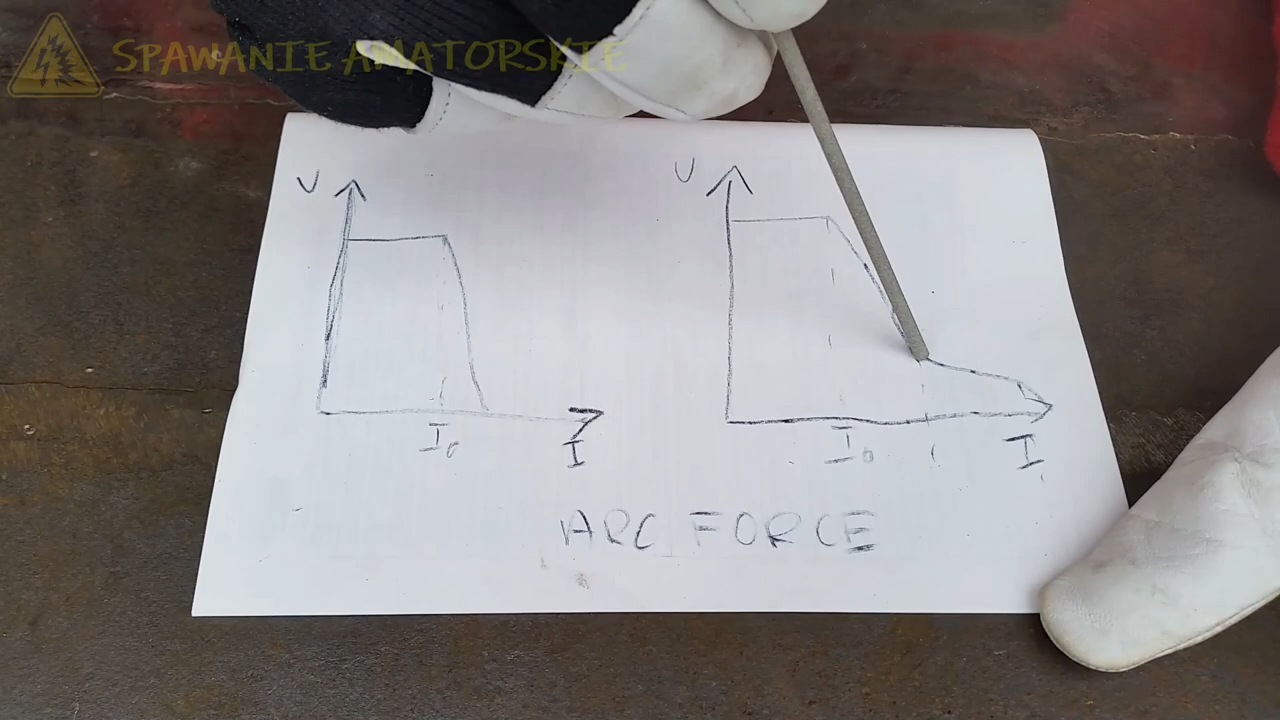 SPAWANIE AMATORSKIE
U
U
I₀
I
I₀
I
ARC FORCE